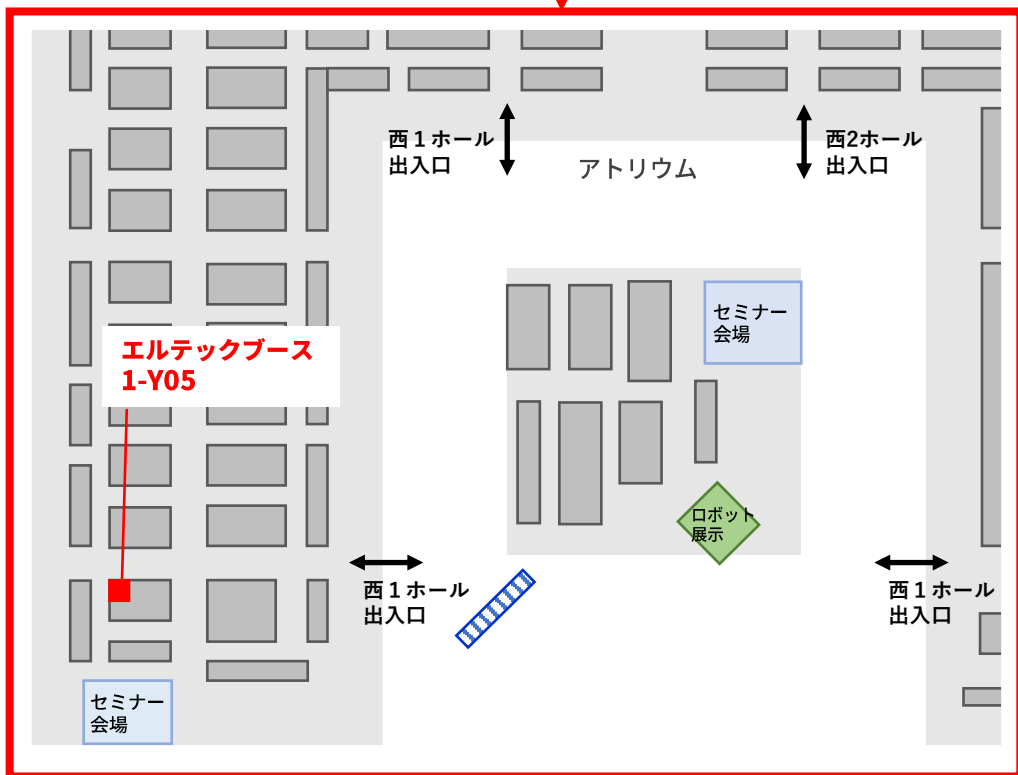 西１ホール
出入口
西2ホール
出入口
アトリウム
セミナー
会場
エルテックブース
1-Y05
ロボット
展示
西１ホール
出入口
西１ホール
出入口
セミナー
会場